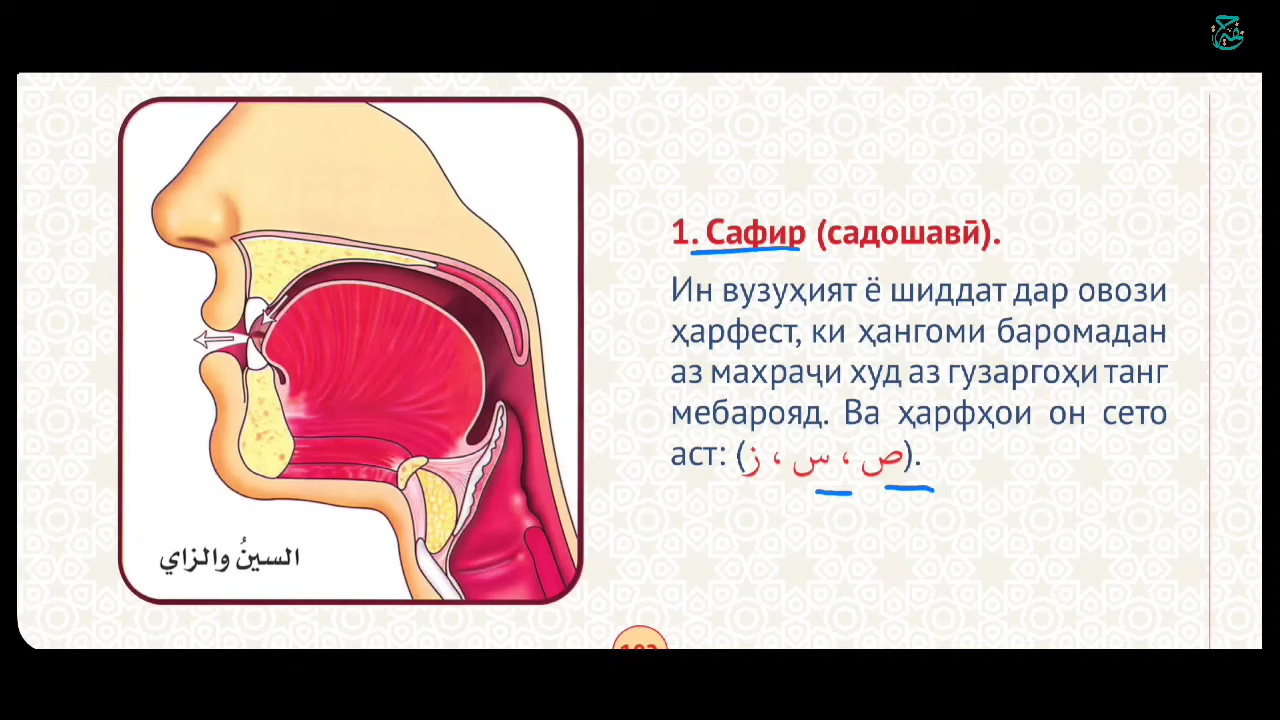 1. Сафир (садошавӣ).
Ин вузуҳият ё шиддат дар овози
ҳарфест, ки ҳангоми баромадан
аз махраҷи худ аз гузаргоҳи танг
мебарояд. Ва ҳарфҳои он сето
аст: (ص ، س ، ز).
السينُ والزاي